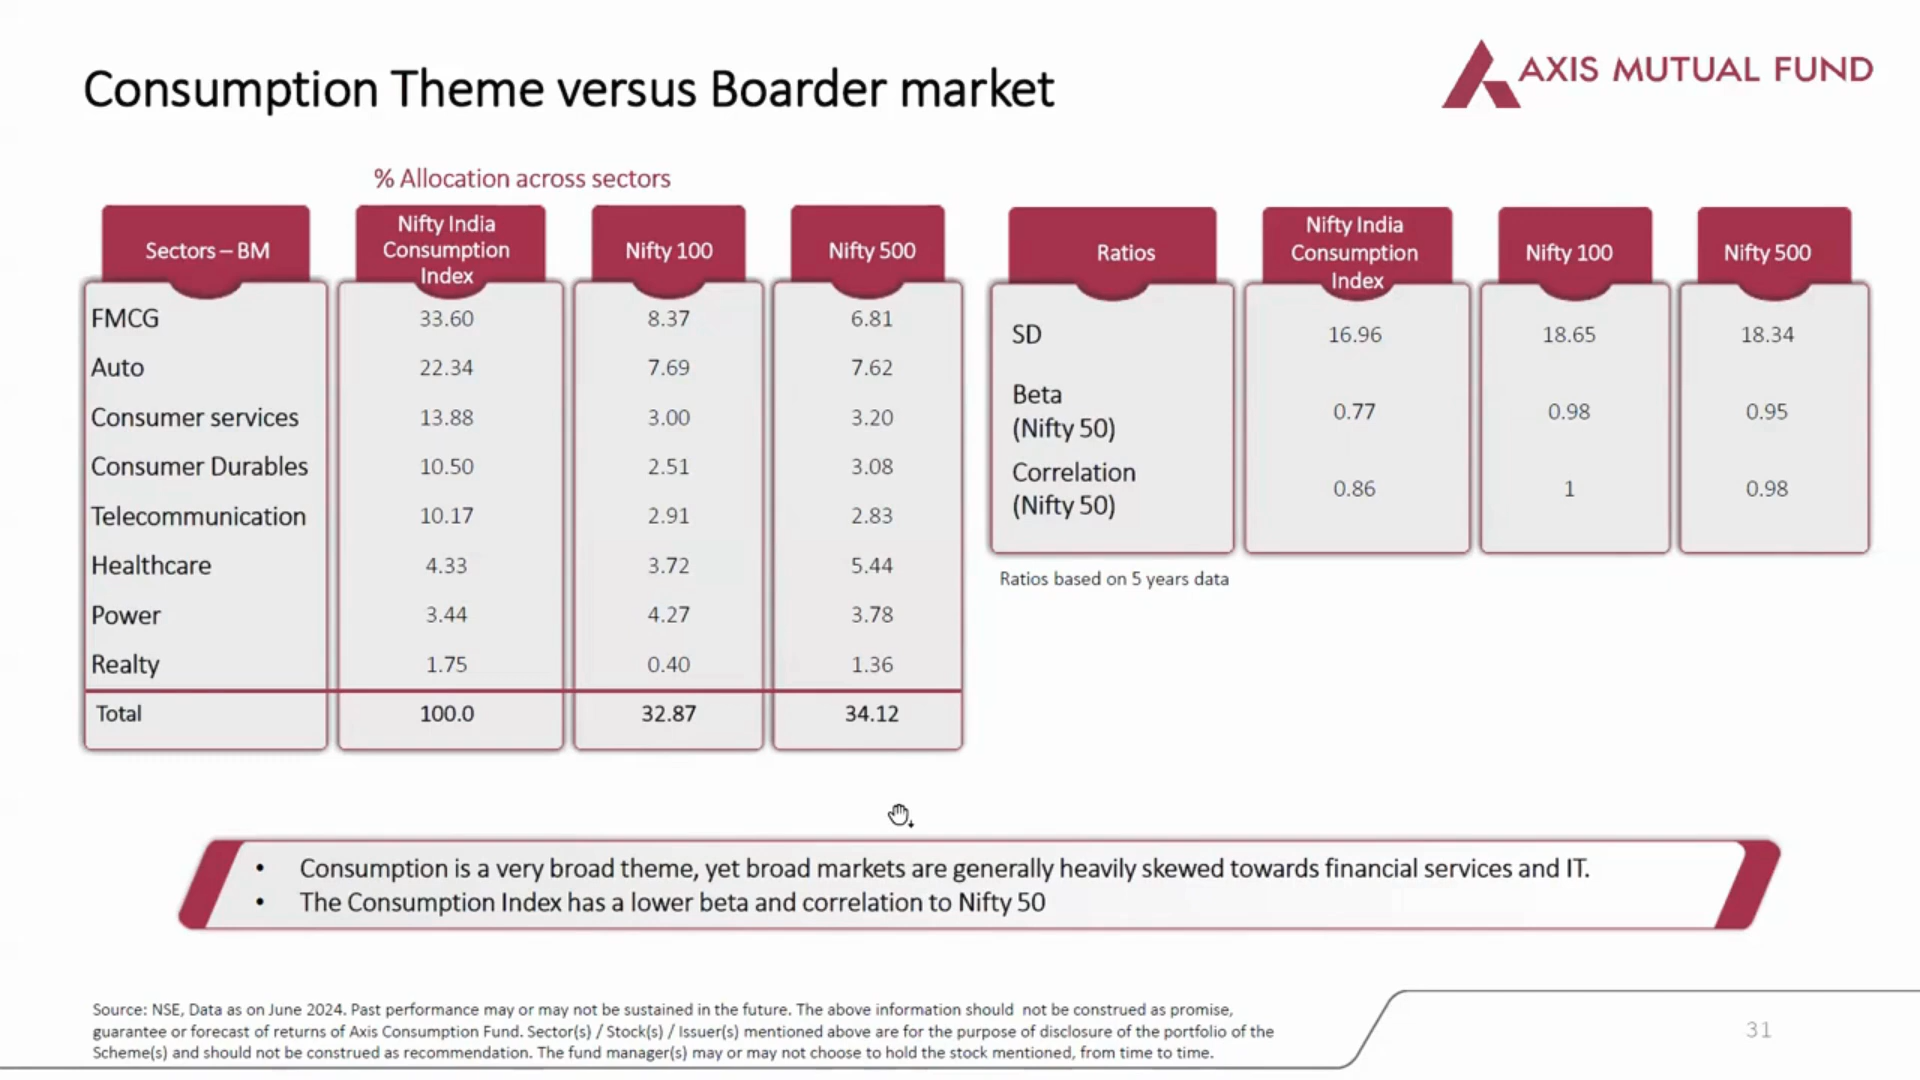 Consumption Theme versus Boarder market
AXIS MUTUAL FUND
% Allocation across sectors
Sectors – BM
Nifty India
Consumption
Index
Nifty 100
Nifty 500
FMCG 33.60 8.37 6.81
Auto 22.34 7.69 7.62
Consumer services 13.88 3.00 3.20
Consumer Durables 10.50 2.51 3.08
Telecommunication 10.17 2.91 2.83
Healthcare 4.33 3.72 5.44
Power 3.44 4.27 3.78
Realty 1.75 0.40 1.36
Total 100.0 32.87 34.12
Ratios
Nifty India
Consumption
Index
Nifty 100
Nifty 500
SD 16.96 18.65 18.34
Beta
(Nifty 50)
0.77 0.98 0.95
Correlation
(Nifty 50)
0.86 1 0.98
Ratios based on 5 years data
• Consumption is a very broad theme, yet broad markets are generally heavily skewed towards financial services and IT.
• The Consumption Index has a lower beta and correlation to Nifty 50
Source: NSE, Data as on June 2024. Past performance may or may not be sustained in the future. The above information should not be construed as promise,
guarantee or forecast of returns of Axis Consumption Fund. Sector(s) / Stock(s) / Issuer(s) mentioned above are for the purpose of disclosure of the portfolio of the
Scheme(s) and should not be construed as recommendation. The fund manager(s) may or may not choose to hold the stock mentioned, from time to time.
31